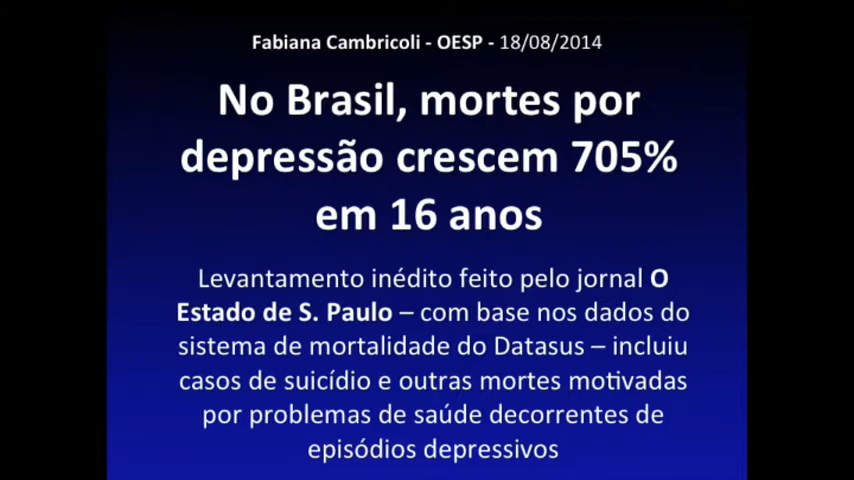 Fabiana Cambricoli - OESP - 18/08/2014
No Brasil, mortes por
depressão crescem 705%
em 16 anos
Levantamento inédito feito pelo jornal O
Estado de S. Paulo – com base nos dados do
sistema de mortalidade do Datasus – incluiu
casos de suicídio e outras mortes motivadas
por problemas de saúde decorrentes de
episódios depressivos